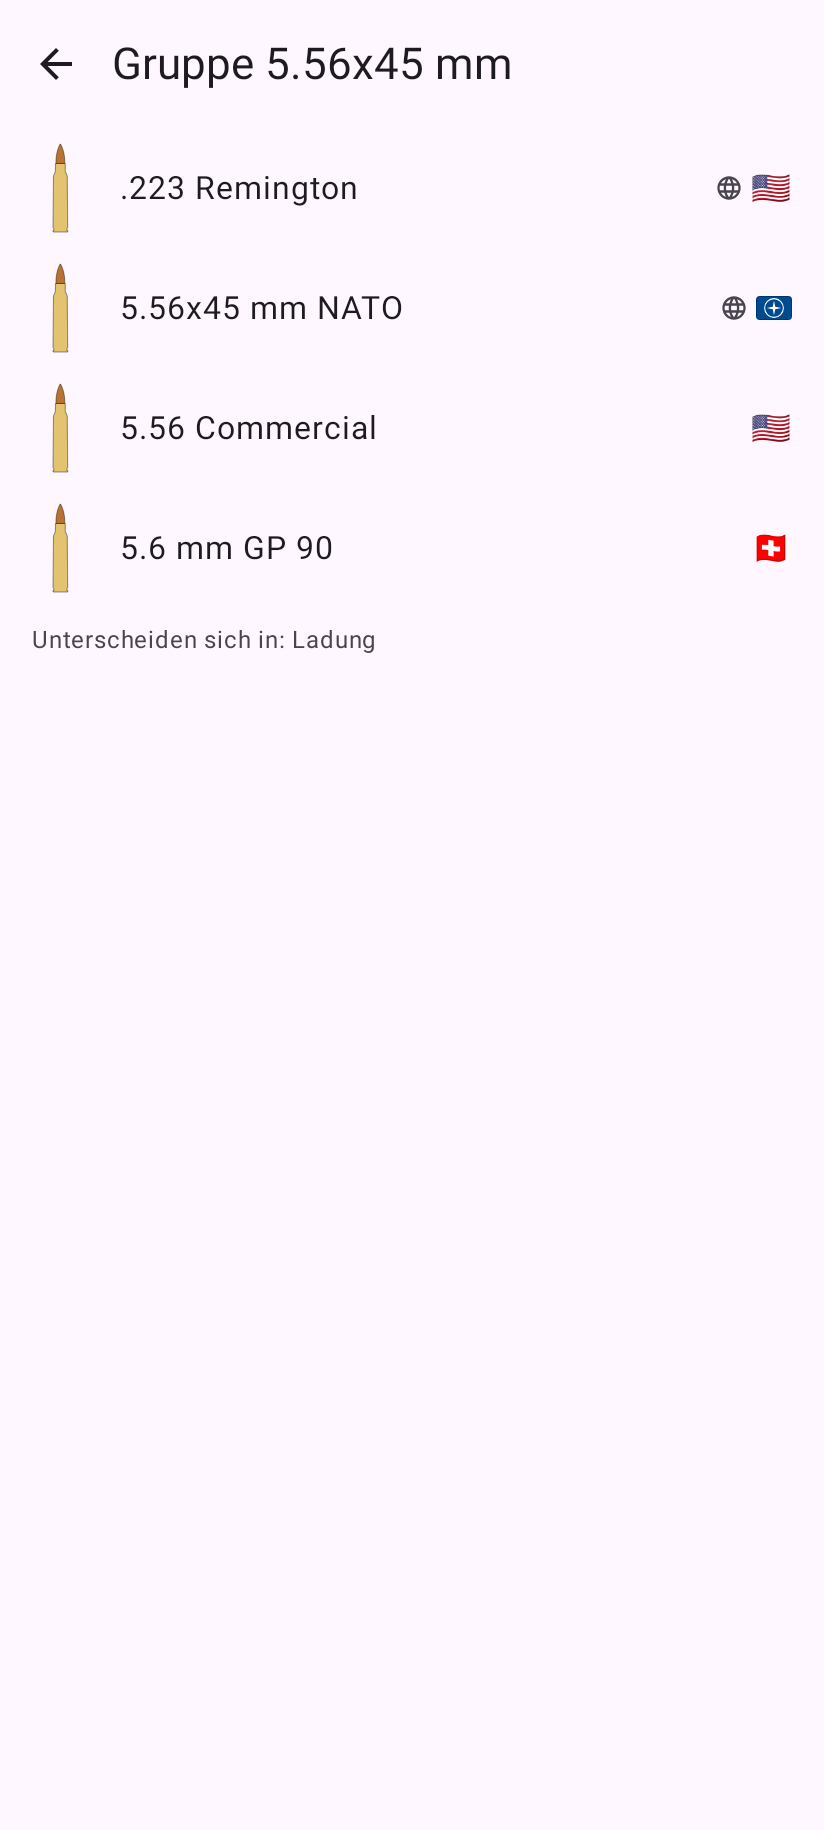 Gruppe 5.56x45 mm
.223 Remington
5.56x45 mm NATO
5.56 Commercial
5.6 mm GP 90
Unterscheiden sich in: Ladung